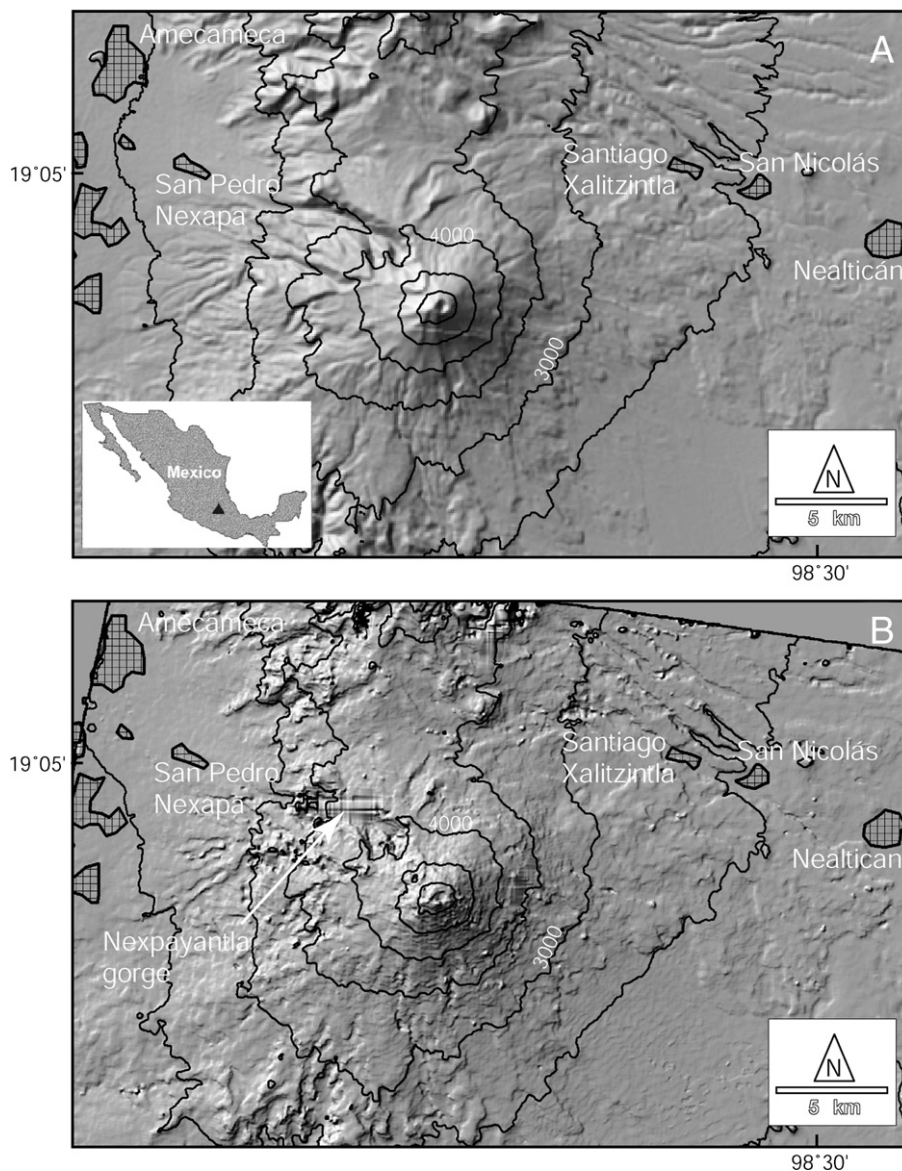 A
Amecameca
19°05'
San Pedro
Nexapa
Santiago
Xalitzintla
San Nicolás
Nealticán
4000
3000
Mexico
N
5 km
98°30'
B
Amecameca
19°05'
San Pedro
Nexapa
Santiago
Xalitzintla
San Nicolás
Nealticán
4000
3000
Nexpayantla
gorge
N
5 km
98°30'